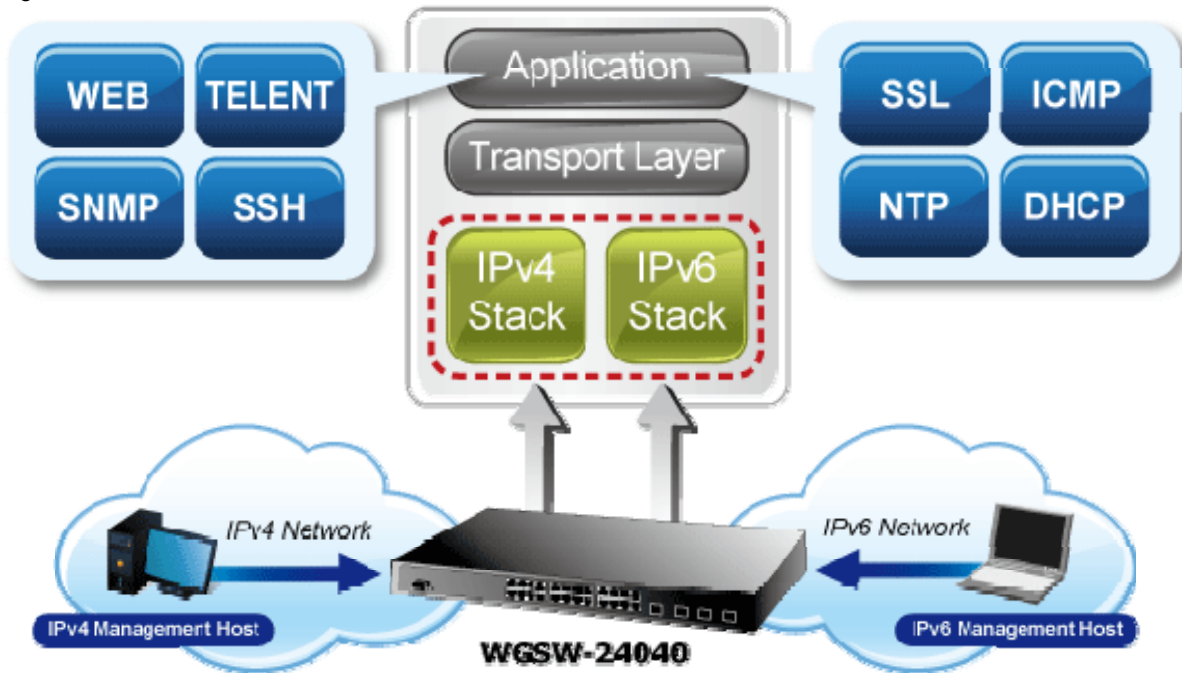 WEB TELENT
SNMP SSH
Application
Transport Layer
IPv4 Stack
IPv6 Stack
SSL ICMP
NTP DHCP
IPv4 Network
IPv4 Management Host
WGSW-24040
IPv6 Network
IPv6 Management Host